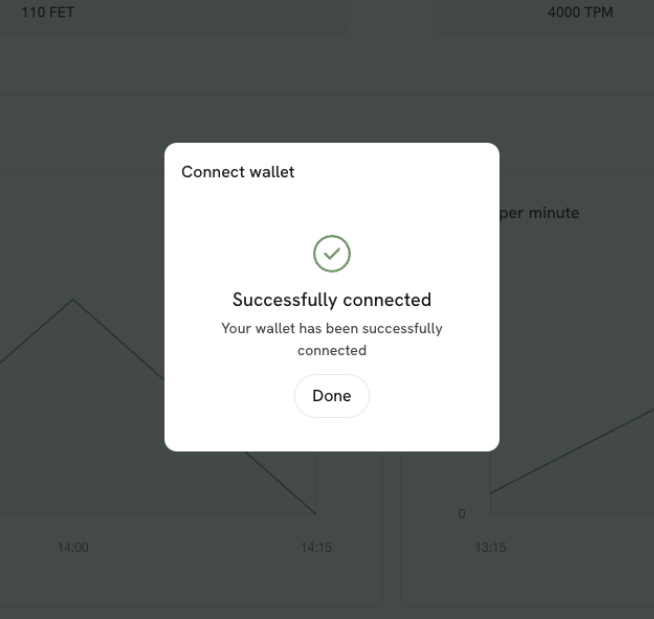 110 FET
4000 TPM
Connect wallet
per minute
Successfully connected
Your wallet has been successfully
connected
Done
0
14:00
14:15
13:15